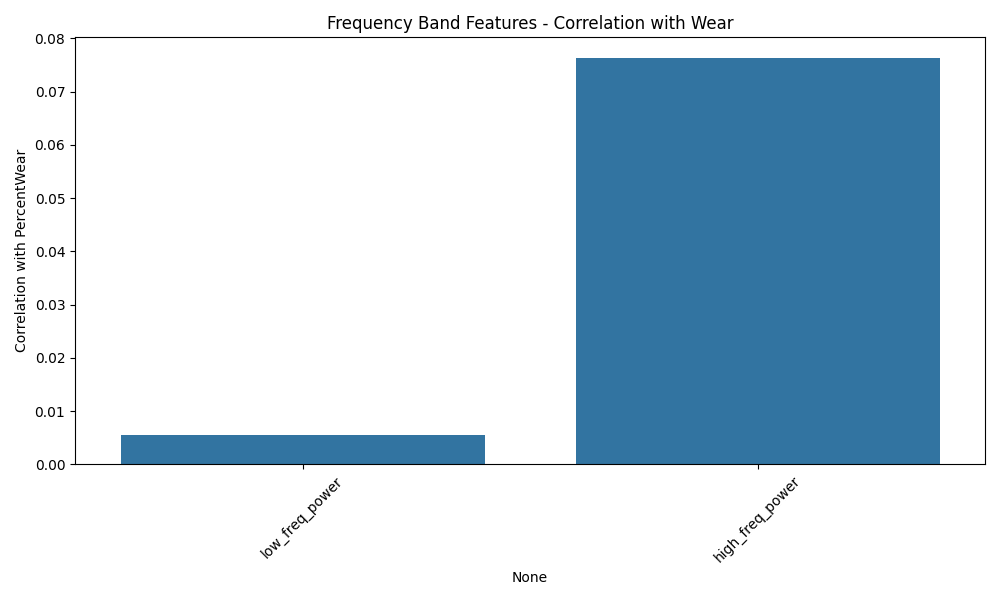 Frequency Band Features - Correlation with Wear
Correlation with PercentWear
0.08
0.07
0.06
0.05
0.04
0.03
0.02
0.01
0.00
low_freq_power
high_freq_power
None